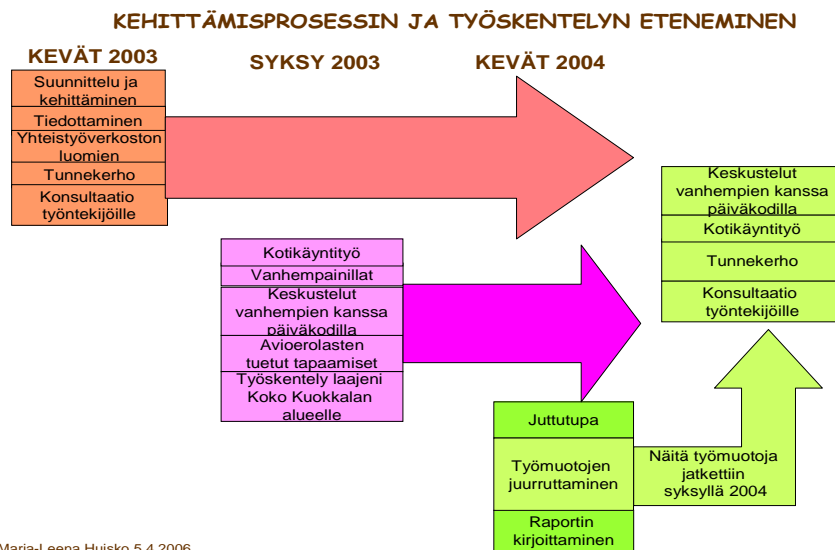 KEHITTÄMISPROSESSIN JA TYÖSKENTELYN ETENEMINEN
KEVÄT 2003
SYKSY 2003
KEVÄT 2004
Suunnittelu ja
kehittäminen
Tiedottaminen
Yhteistyöverkoston
luomien
Tunnekerho
Konsultaatio
työntekijöille
Kotikäyntityö
Vanhempainillat
Keskustelut
vanhempien kanssa
päiväkodilla
Avioerolasten
tuetut tapaamiset
Työskentely laajeni
Koko Kuokkalan
alueelle
Juttutupa
Työmuotojen
juurruttaminen
Raportin
kirjoittaminen
Näitä työmuotoja
jatkettiin
syksyllä 2004
Keskustelut
vanhempien kanssa
päiväkodilla
Kotikäyntityö
Tunnekerho
Konsultaatio
työntekijöille
Marja-Leena Huisko 5.4.2006